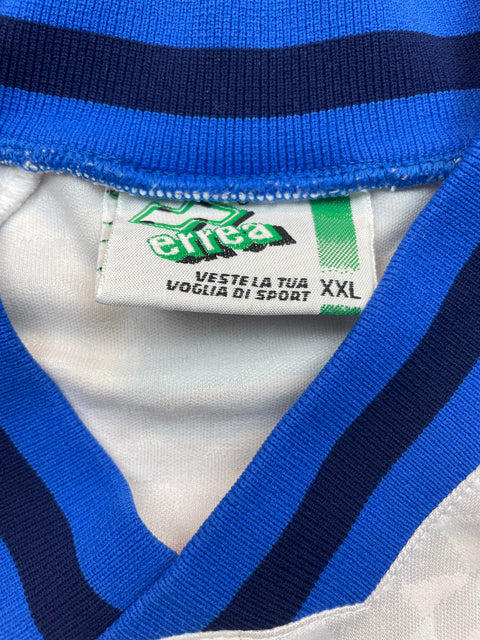 errea
VESTE LA TUA
VOGLIA DI SPORT
XXL